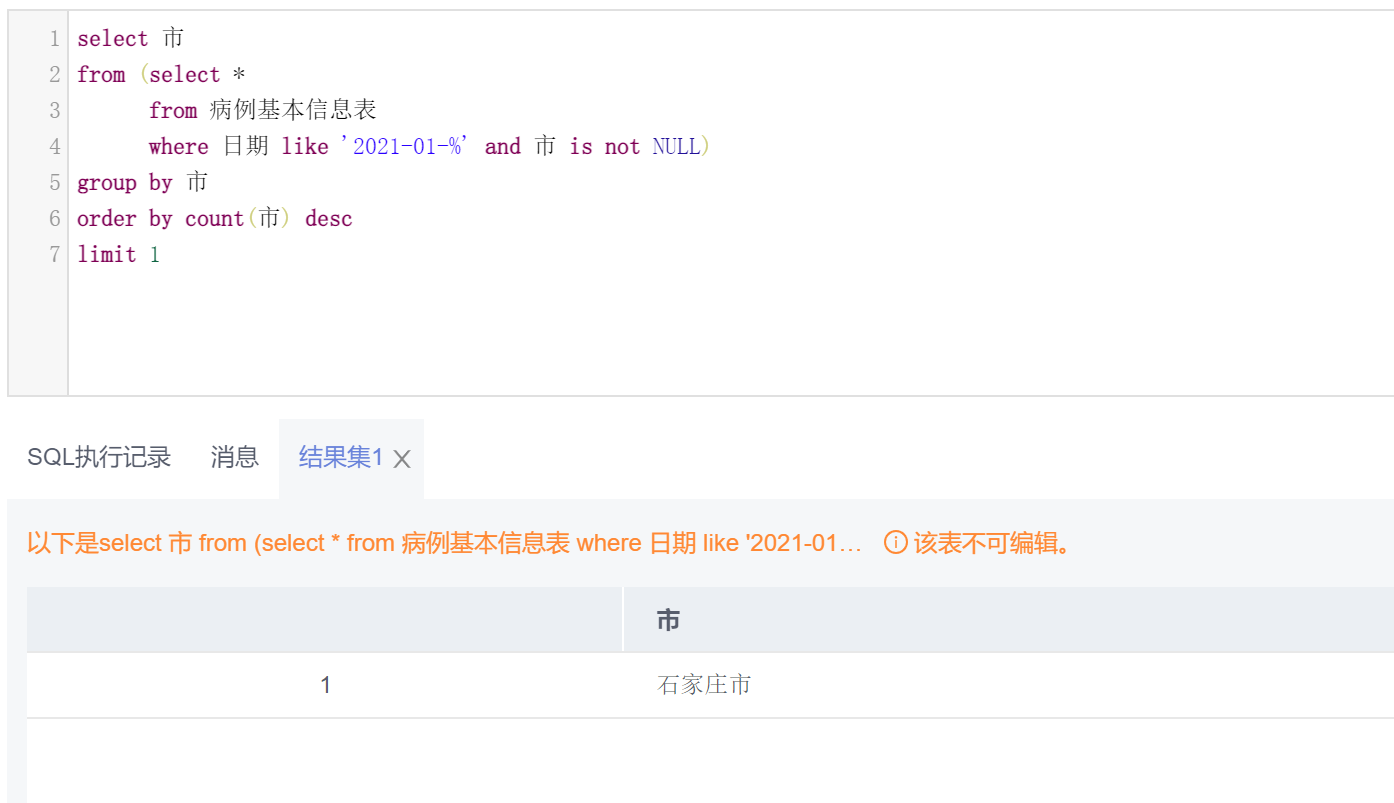 1 select 市
2 from (select *
3 from 病例基本信息表
4 where 日期 like '2021-01-%' and 市 is not NULL)
5 group by 市
6 order by count(市) desc
7 limit 1
SQL执行记录 消息 结果集1 X
以下是select 市 from (select * from 病例基本信息表 where 日期 like '2021-01… ⓘ 该表不可编辑。
市
1 石家庄市